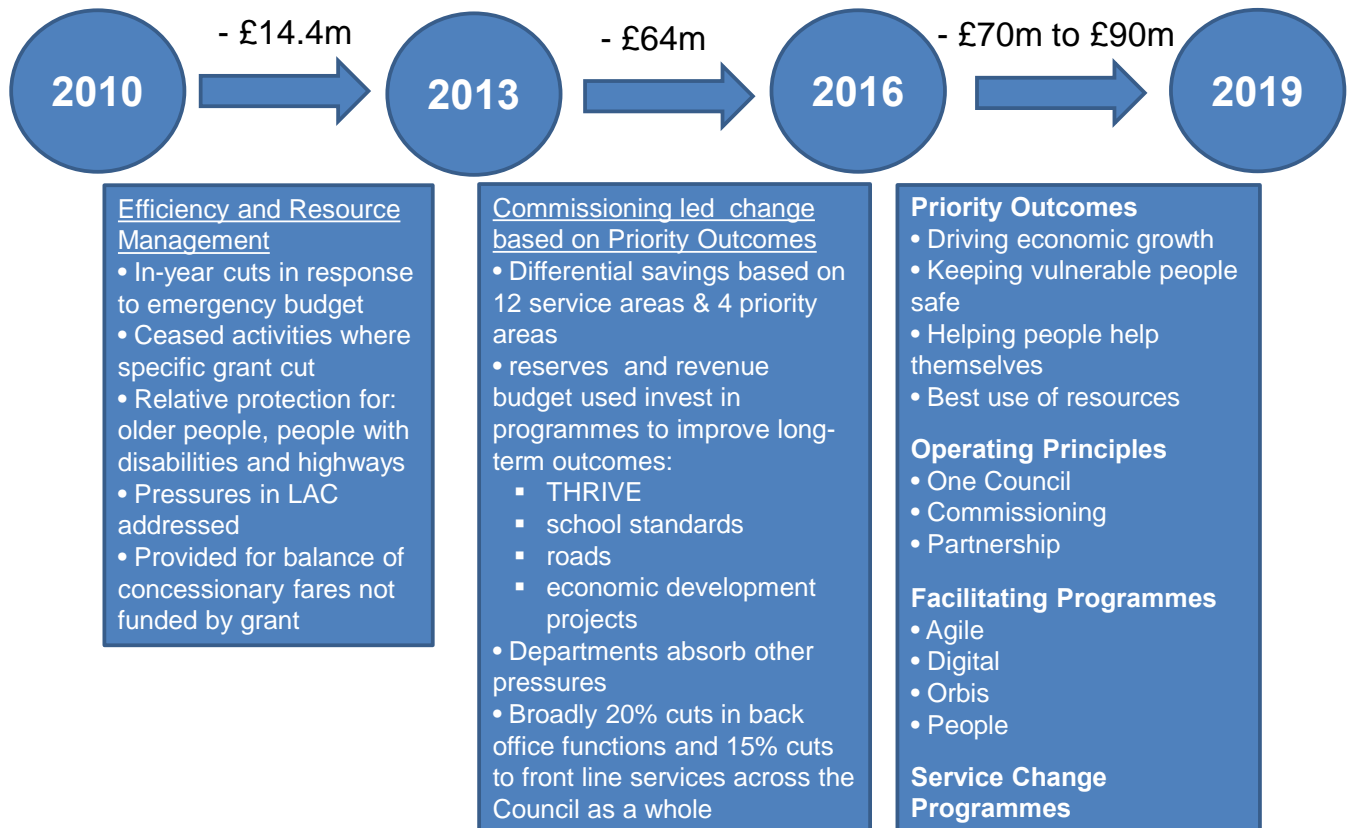 - £14.4m
- £64m
- £70m to £90m
2010
2013
2016
2019
Efficiency and Resource
Management
• In-year cuts in response
to emergency budget
• Ceased activities where
specific grant cut
• Relative protection for:
older people, people with
disabilities and highways
• Pressures in LAC
addressed
• Provided for balance of
concessionary fares not
funded by grant
Commissioning led change
based on Priority Outcomes
• Differential savings based on
12 service areas & 4 priority
areas
• reserves and revenue
budget used invest in
programmes to improve long-
term outcomes:
▪ THRIVE
▪ school standards
▪ roads
▪ economic development
projects
• Departments absorb other
pressures
• Broadly 20% cuts in back
office functions and 15% cuts
to front line services across the
Council as a whole
Priority Outcomes
• Driving economic growth
• Keeping vulnerable people
safe
• Helping people help
themselves
• Best use of resources
Operating Principles
• One Council
• Commissioning
• Partnership
Facilitating Programmes
• Agile
• Digital
• Orbis
• People
Service Change
Programmes